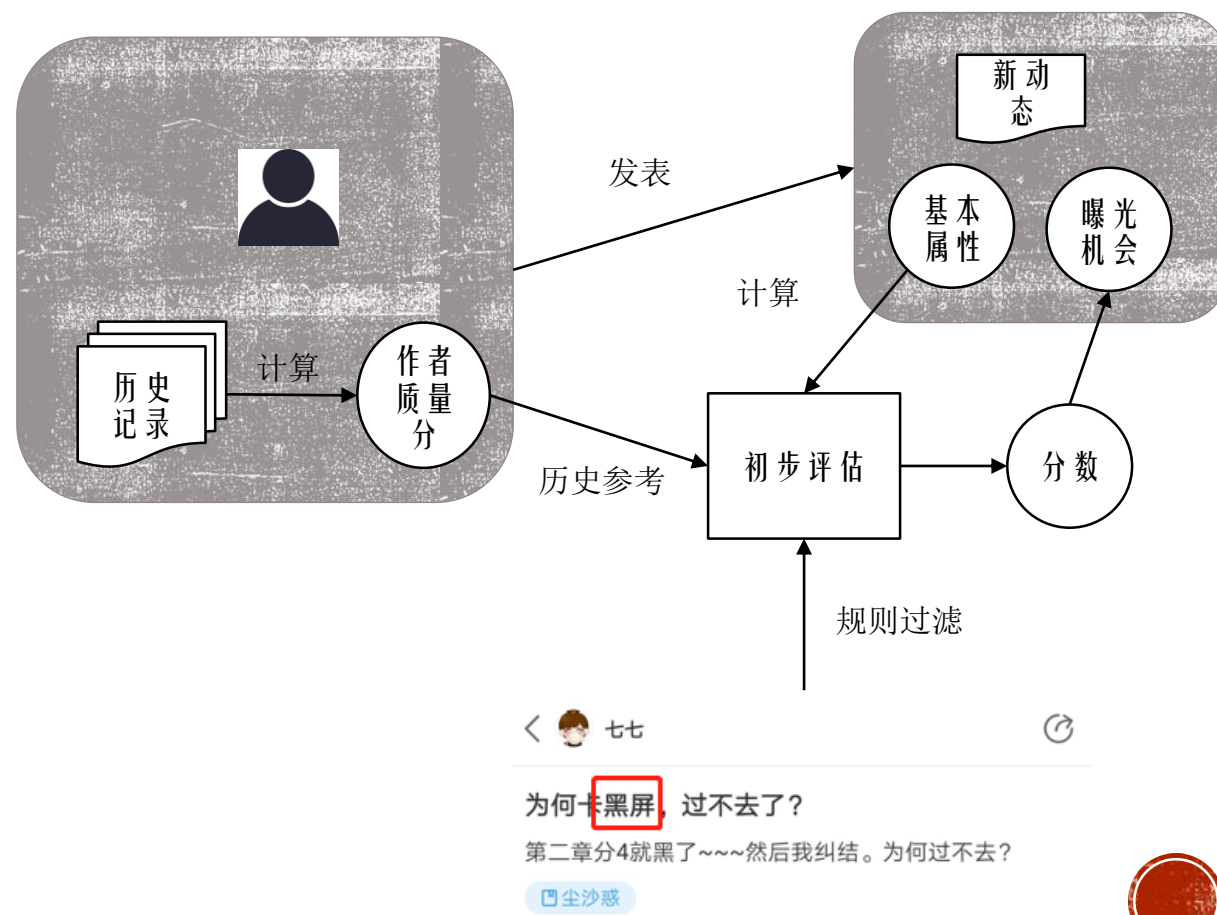 新动
态
发表
基本
属性
曝光
机会
计算
历史
记录
计算
作者
质量
分
历史参考
初步评估
分数
规则过滤
七七
为何卡黑屏，过不去了?
第二章分4就黑了~~~然后我纠结。为何过不去?
尘沙惑